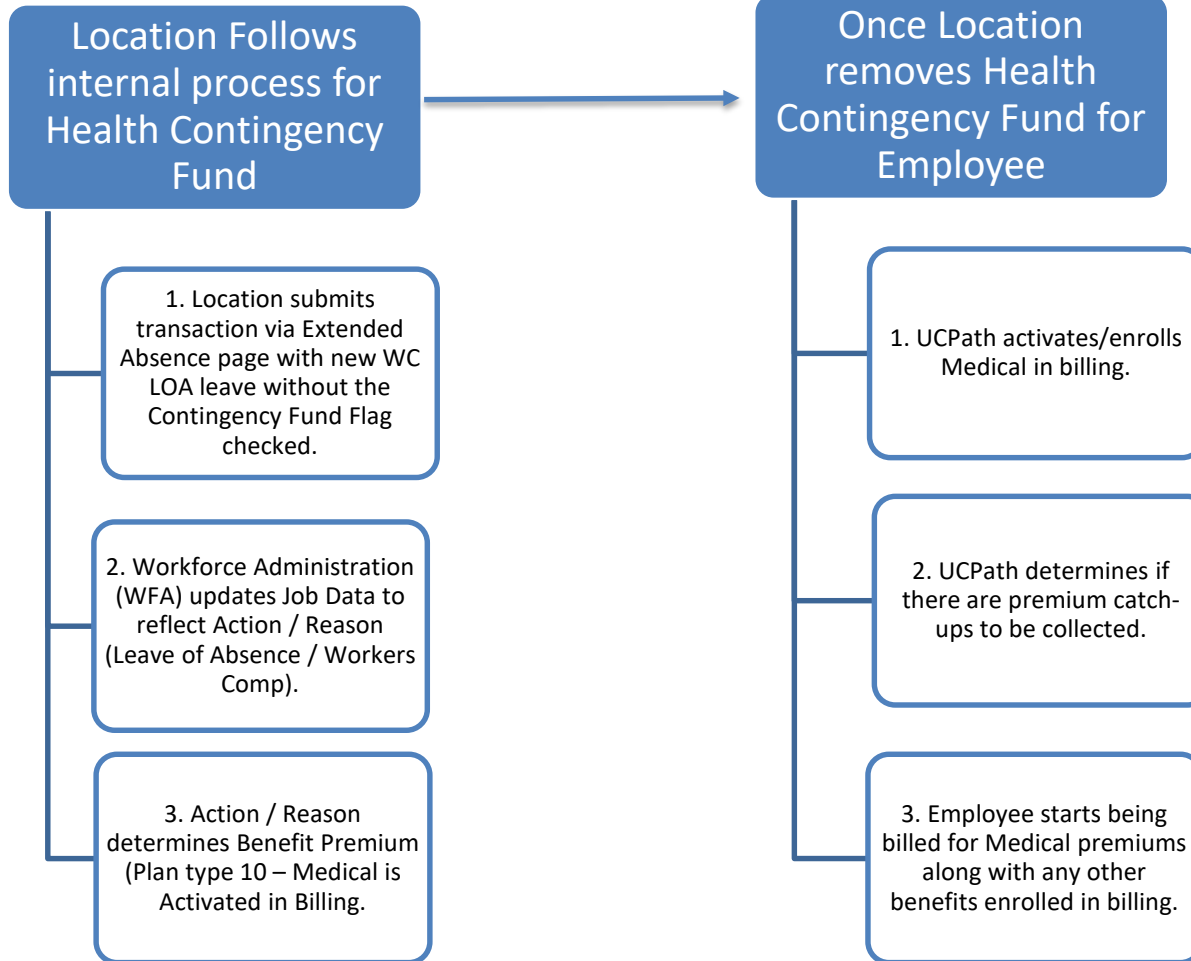 Location Follows
internal process for
Health Contingency
Fund
1. Location submits
transaction via Extended
Absence page with new WC
LOA leave without the
Contingency Fund Flag
checked.
2. Workforce Administration
(WFA) updates Job Data to
reflect Action / Reason
(Leave of Absence / Workers
Comp).
3. Action / Reason
determines Benefit Premium
(Plan type 10 – Medical is
Activated in Billing.
Once Location
removes Health
Contingency Fund for
Employee
1. UCPath activates/enrolls
Medical in billing.
2. UCPath determines if
there are premium catch-
ups to be collected.
3. Employee starts being
billed for Medical premiums
along with any other
benefits enrolled in billing.